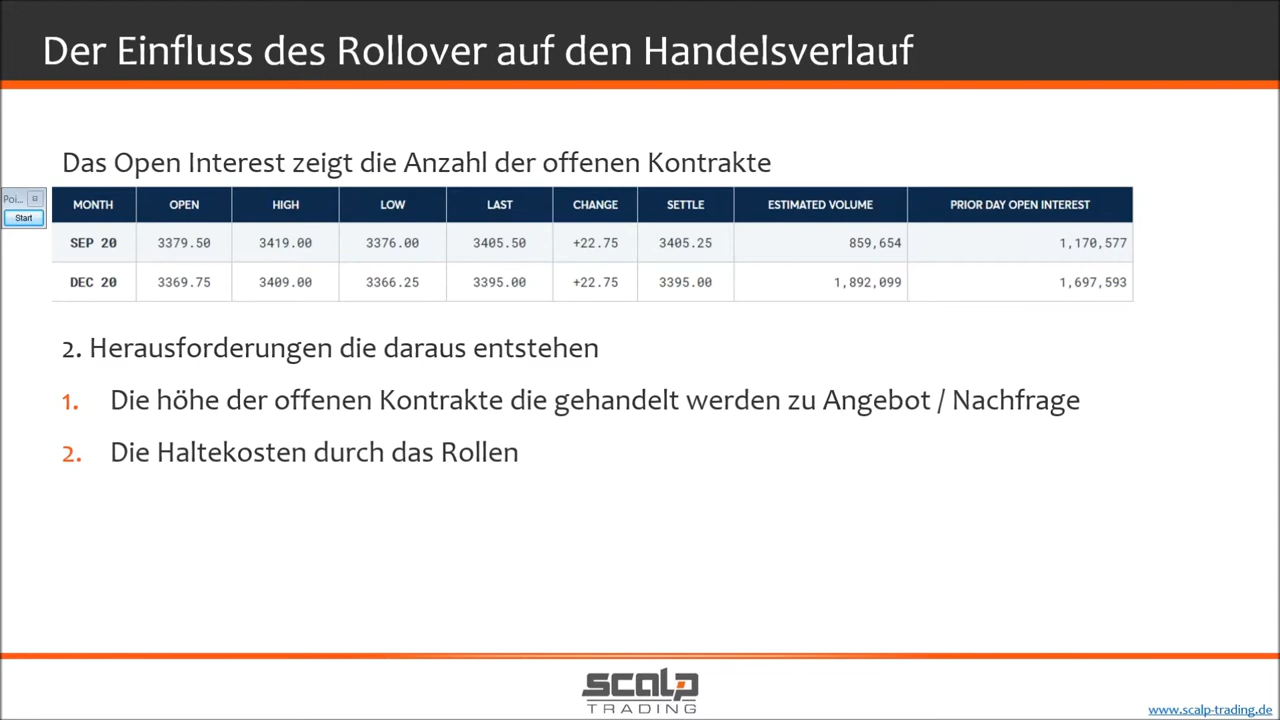 Der Einfluss des Rollover auf den Handelsverlauf
Das Open Interest zeigt die Anzahl der offenen Kontrakte
Poi...
Start
MONTH OPEN HIGH LOW LAST CHANGE SETTLE ESTIMATED VOLUME PRIOR DAY OPEN INTEREST
SEP 20 3379.50 3419.00 3376.00 3405.50 +22.75 3405.25 859,654 1,170,577
DEC 20 3369.75 3409.00 3366.25 3395.00 +22.75 3395.00 1,892,099 1,697,593
2. Herausforderungen die daraus entstehen
1. Die höhe der offenen Kontrakte die gehandelt werden zu Angebot / Nachfrage
2. Die Haltekosten durch das Rollen
scalp
TRADING
www.scalp-trading.de